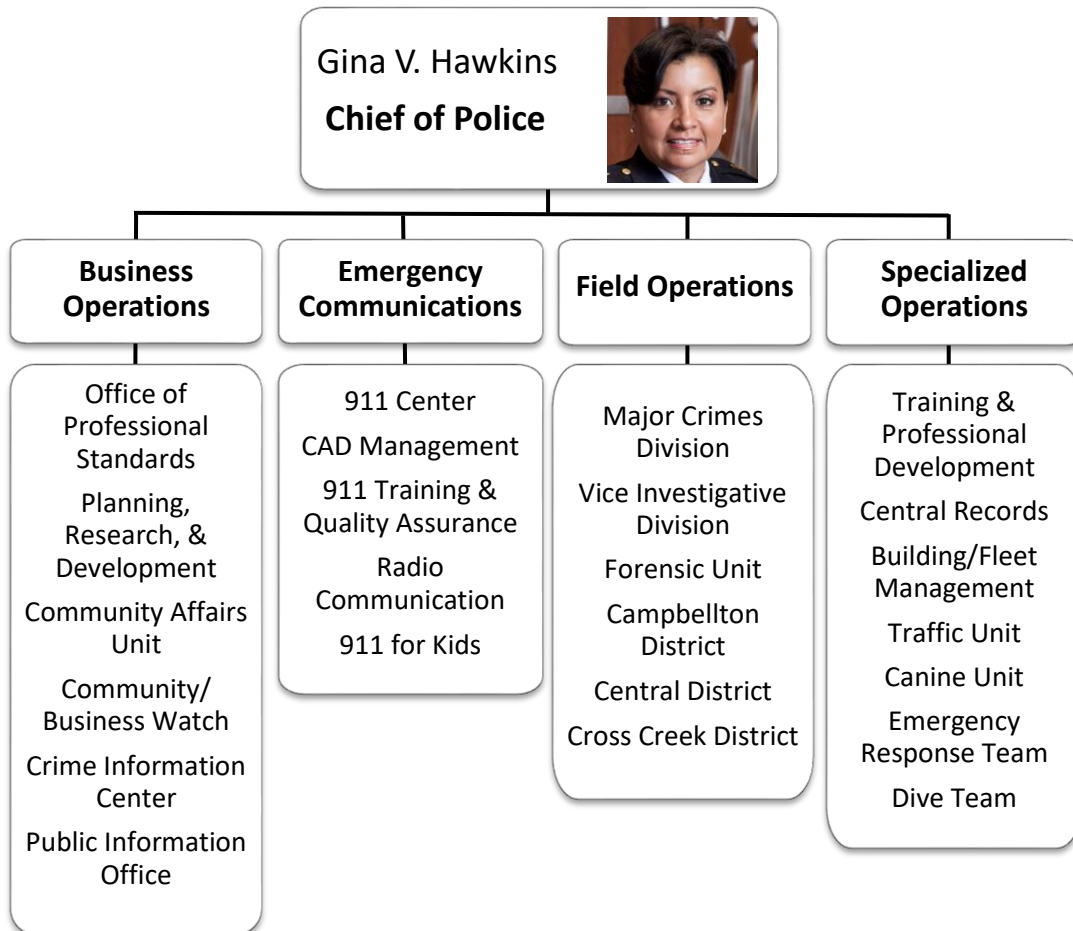 Gina V. Hawkins
Chief of Police
Business
Operations
Emergency
Communications
Field Operations
Specialized
Operations
Office of
Professional
Standards
Planning,
Research, &
Development
Community Affairs
Unit
Community/
Business Watch
Crime Information
Center
Public Information
Office
911 Center
CAD Management
911 Training &
Quality Assurance
Radio
Communication
911 for Kids
Major Crimes
Division
Vice Investigative
Division
Forensic Unit
Campbellton
District
Central District
Cross Creek District
Training &
Professional
Development
Central Records
Building/Fleet
Management
Traffic Unit
Canine Unit
Emergency
Response Team
Dive Team